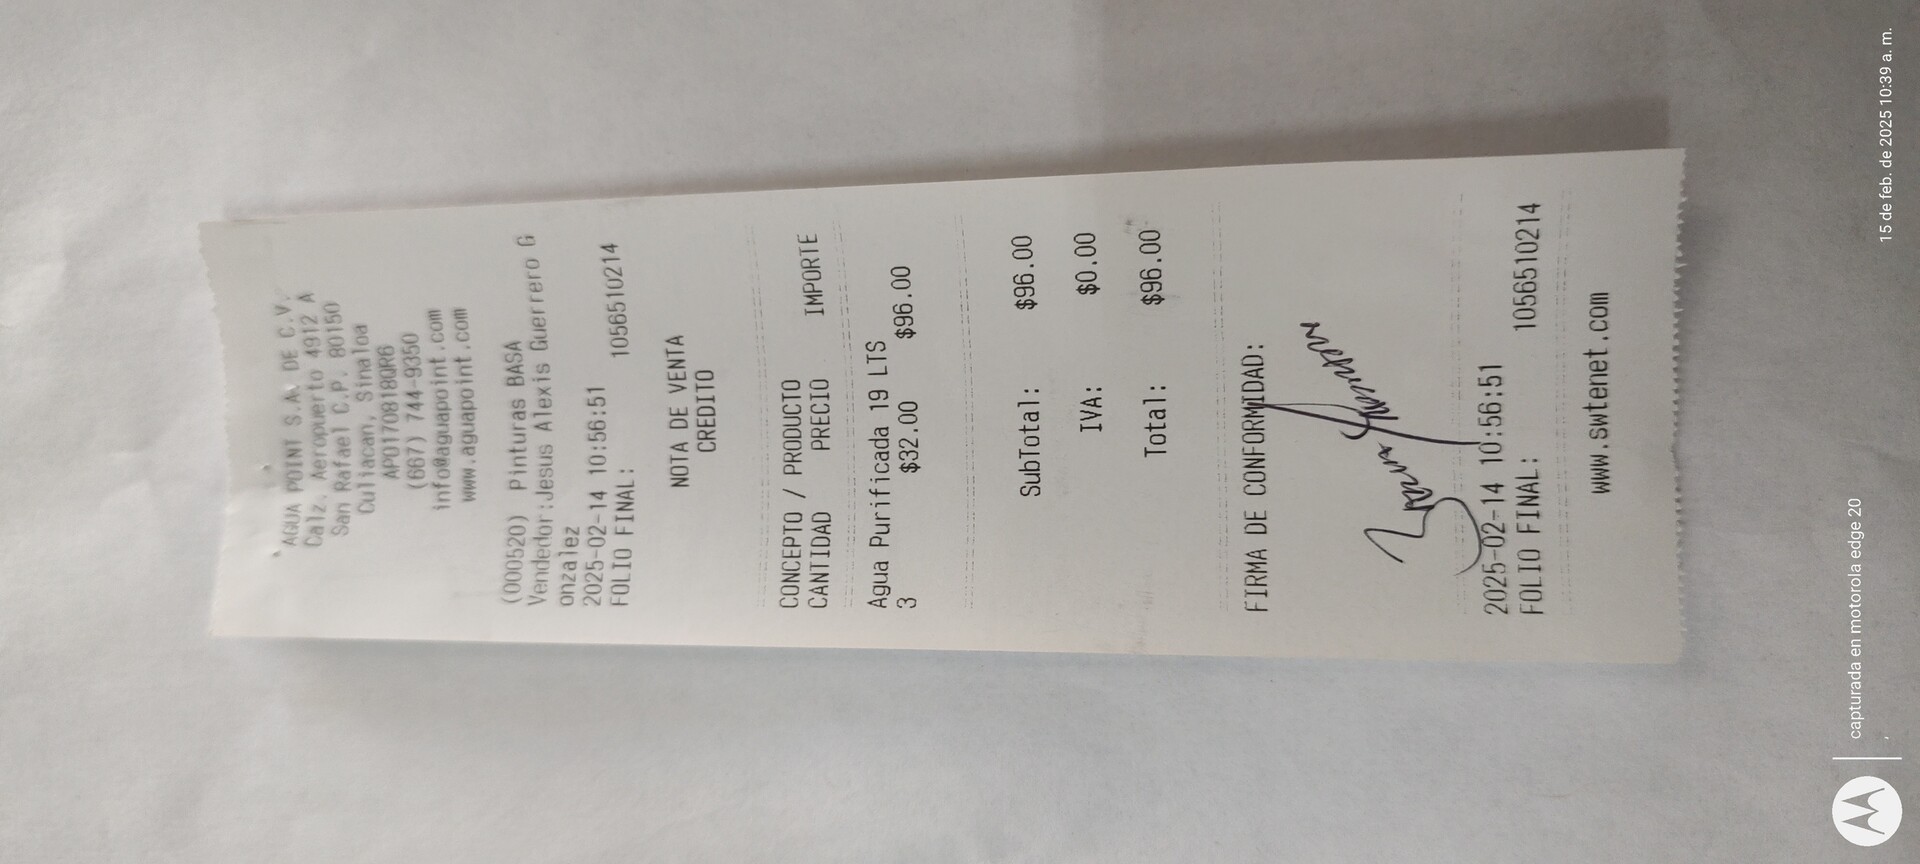 AGUA POINT S.A. DE C.V.
Calz. Aeropuerto 4912 A
San Rafael C.P. 80150
Culiacan, Sinaloa
APO170818QR6
(667) 744-9350
info@aguapoint.com
www.aguapoint.com
(000520) Pinturas BASA
Vendedor:Jesus Alexis Guerrero G
onzalez
2025-02-14 10:56:51
FOLIO FINAL: 1056510214
NOTA DE VENTA
CREDITO
CONCEPTO / PRODUCTO
CANTIDAD PRECIO IMPORTE
Agua Purificada 19 LTS
3 $32.00 $96.00
SubTotal: $96.00
IVA: $0.00
Total: $96.00
FIRMA DE CONFORMIDAD:
2025-02-14 10:56:51
FOLIO FINAL: 1056510214
www.swtenet.com
capturada en motorola edge 20
15 de feb. de 2025 10:39 a. m.